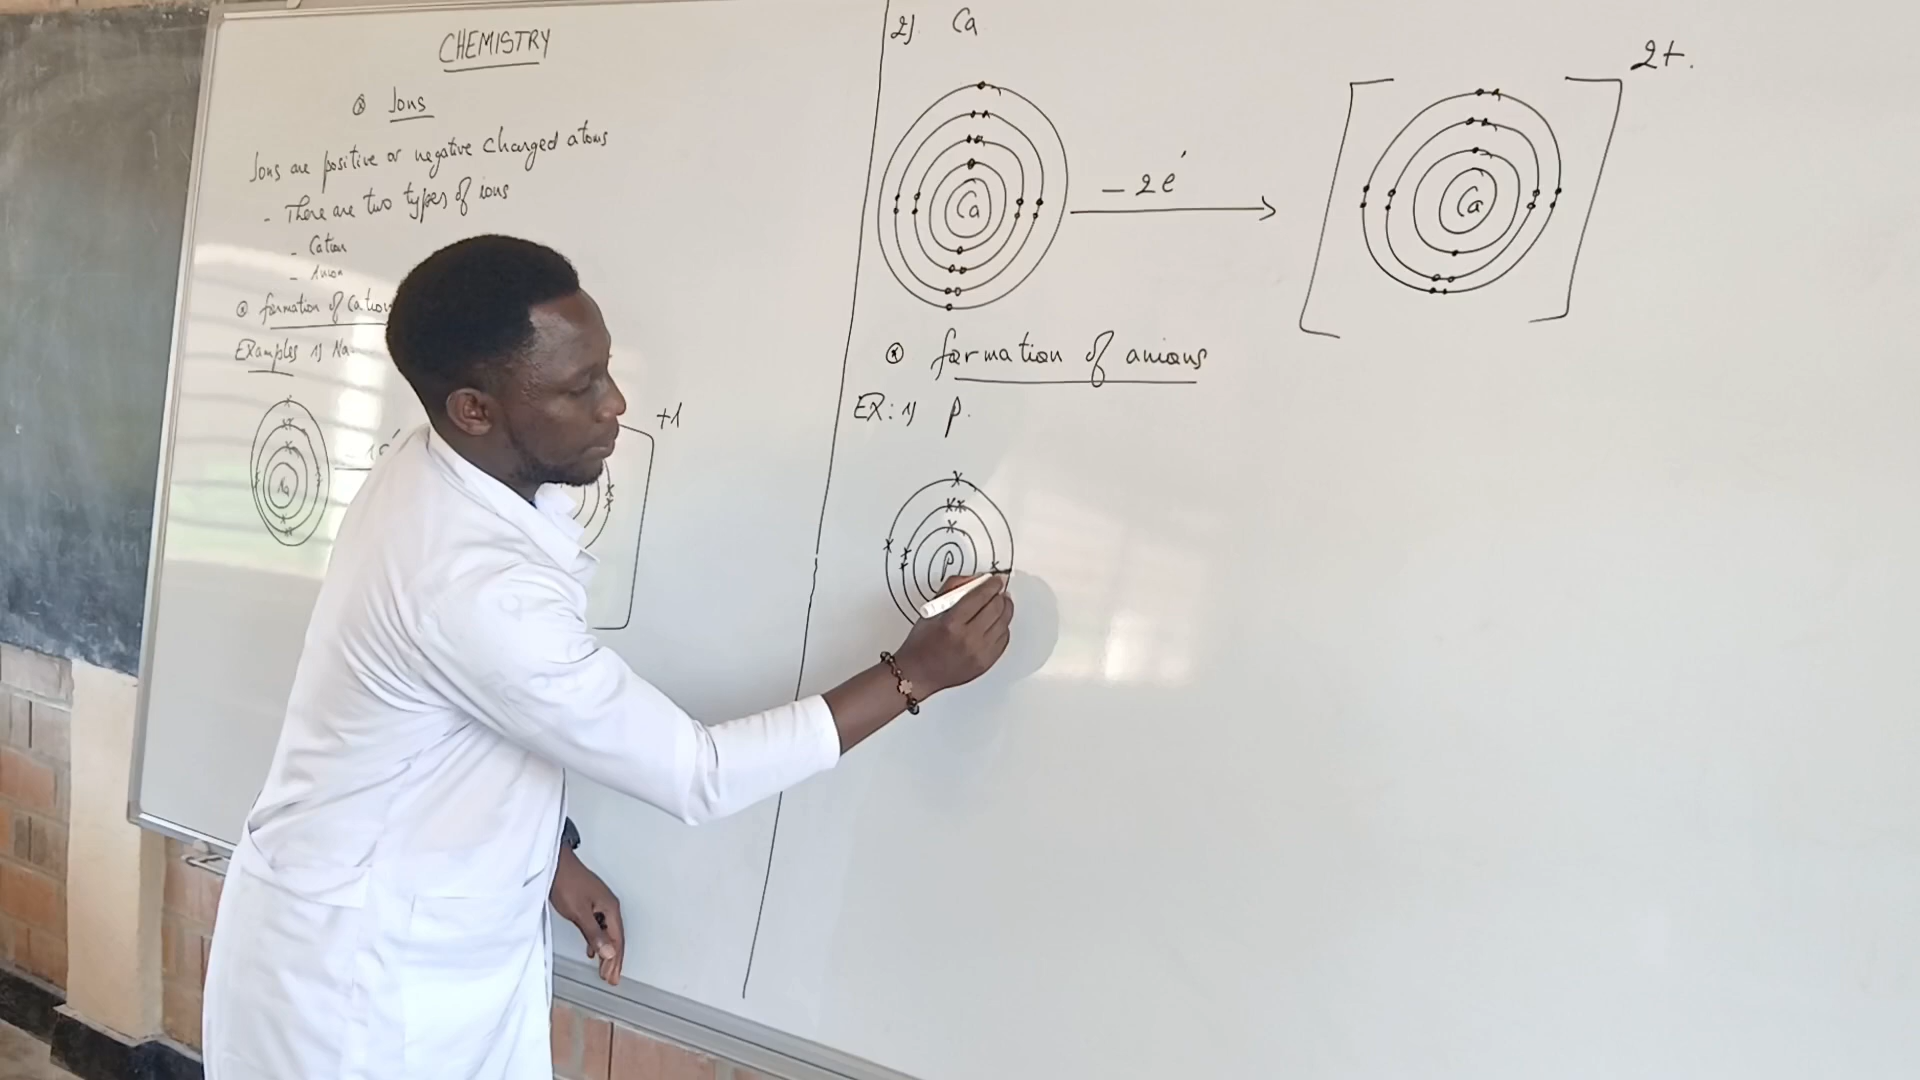 CHEMISTRY
Ions
Ions are positive or negative charged atoms
- There are two types of ions
- Cation
- Anion
formation of cation
Examples 1) Na
Na
+1
2) Ca
Ca
- 2e⁻
Ca
2+.
formation of anions
EX: 1) P.
P